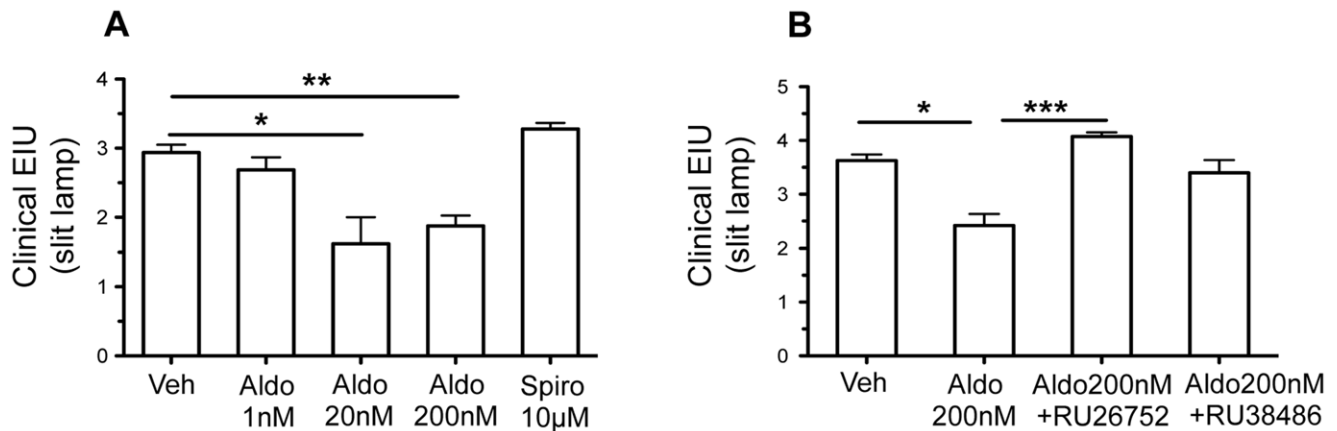 A
Clinical EIU
(slit lamp)
4
3
2
1
0
**
*
Veh
Aldo
1nM
Aldo
20nM
Aldo
200nM
Spiro
10µM
B
Clinical EIU
(slit lamp)
5
4
3
2
1
0
*
***
Veh
Aldo
200nM
Aldo200nM
+RU26752
Aldo200nM
+RU38486